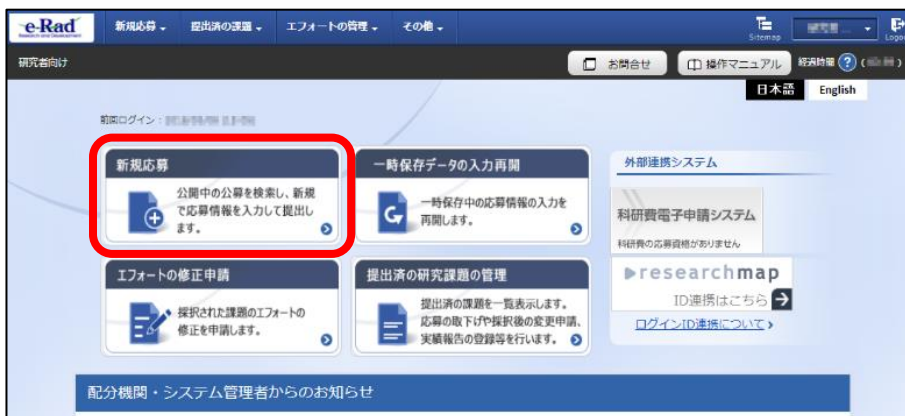 e-Rad
Research and Development
新規応募
提出済の課題
エフォートの管理
その他
Sitemap
Logout
研究者向け
お問合せ
操作マニュアル
経過時間 ? (
日本語
English
前回ログイン :
新規応募
公開中の公募を検索し、新規
で応募情報を入力して提出し
ます。
一時保存データの入力再開
一時保存中の応募情報の入力を
再開します。
外部連携システム
科研費電子申請システム
科研費の応募資格がありません
エフォートの修正申請
採択された課題のエフォートの
修正を申請します。
提出済の研究課題の管理
提出済の課題を一覧表示します。
応募の取下げや採択後の変更申請、
実績報告の登録等を行います。
researchmap
ID連携はこちら
ログインID連携について
配分機関・システム管理者からのお知らせ